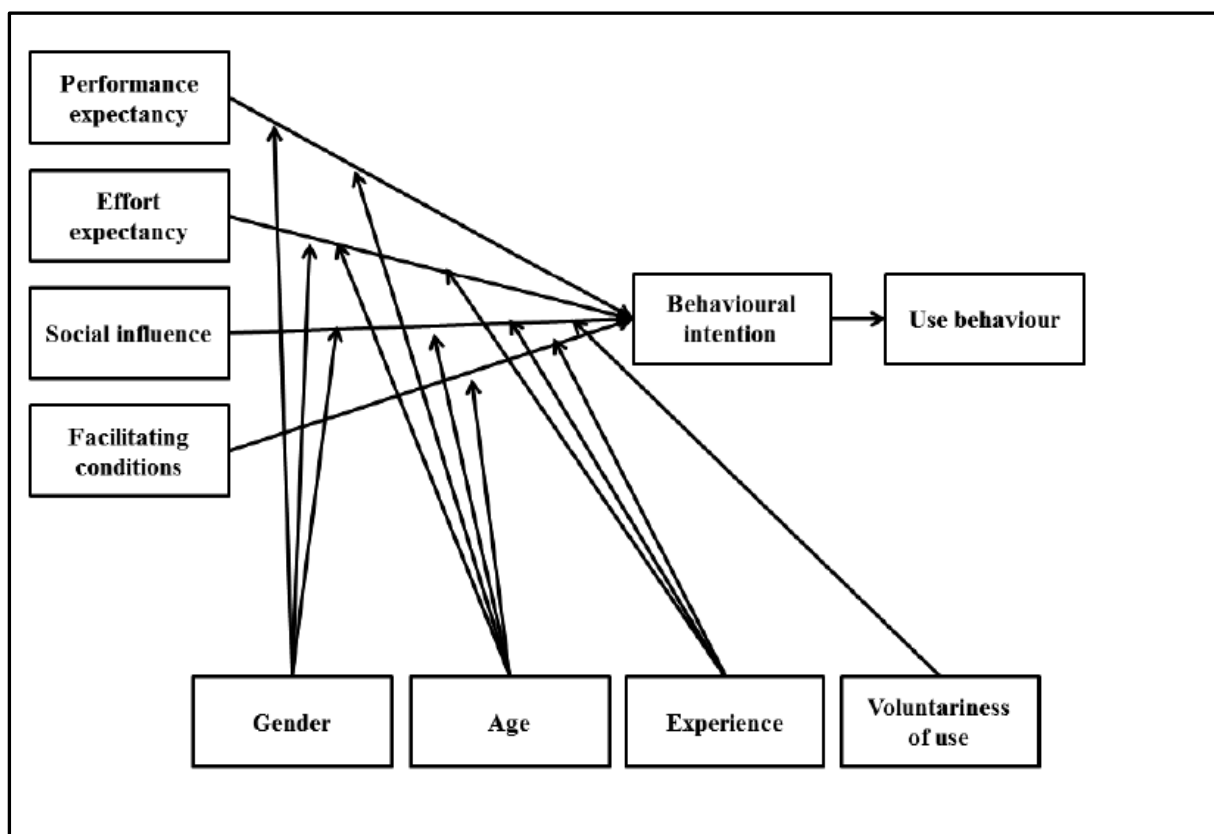 Performance
expectancy
Effort
expectancy
Social influence
Facilitating
conditions
Behavioural
intention
Use behaviour
Gender
Age
Experience
Voluntariness
of use